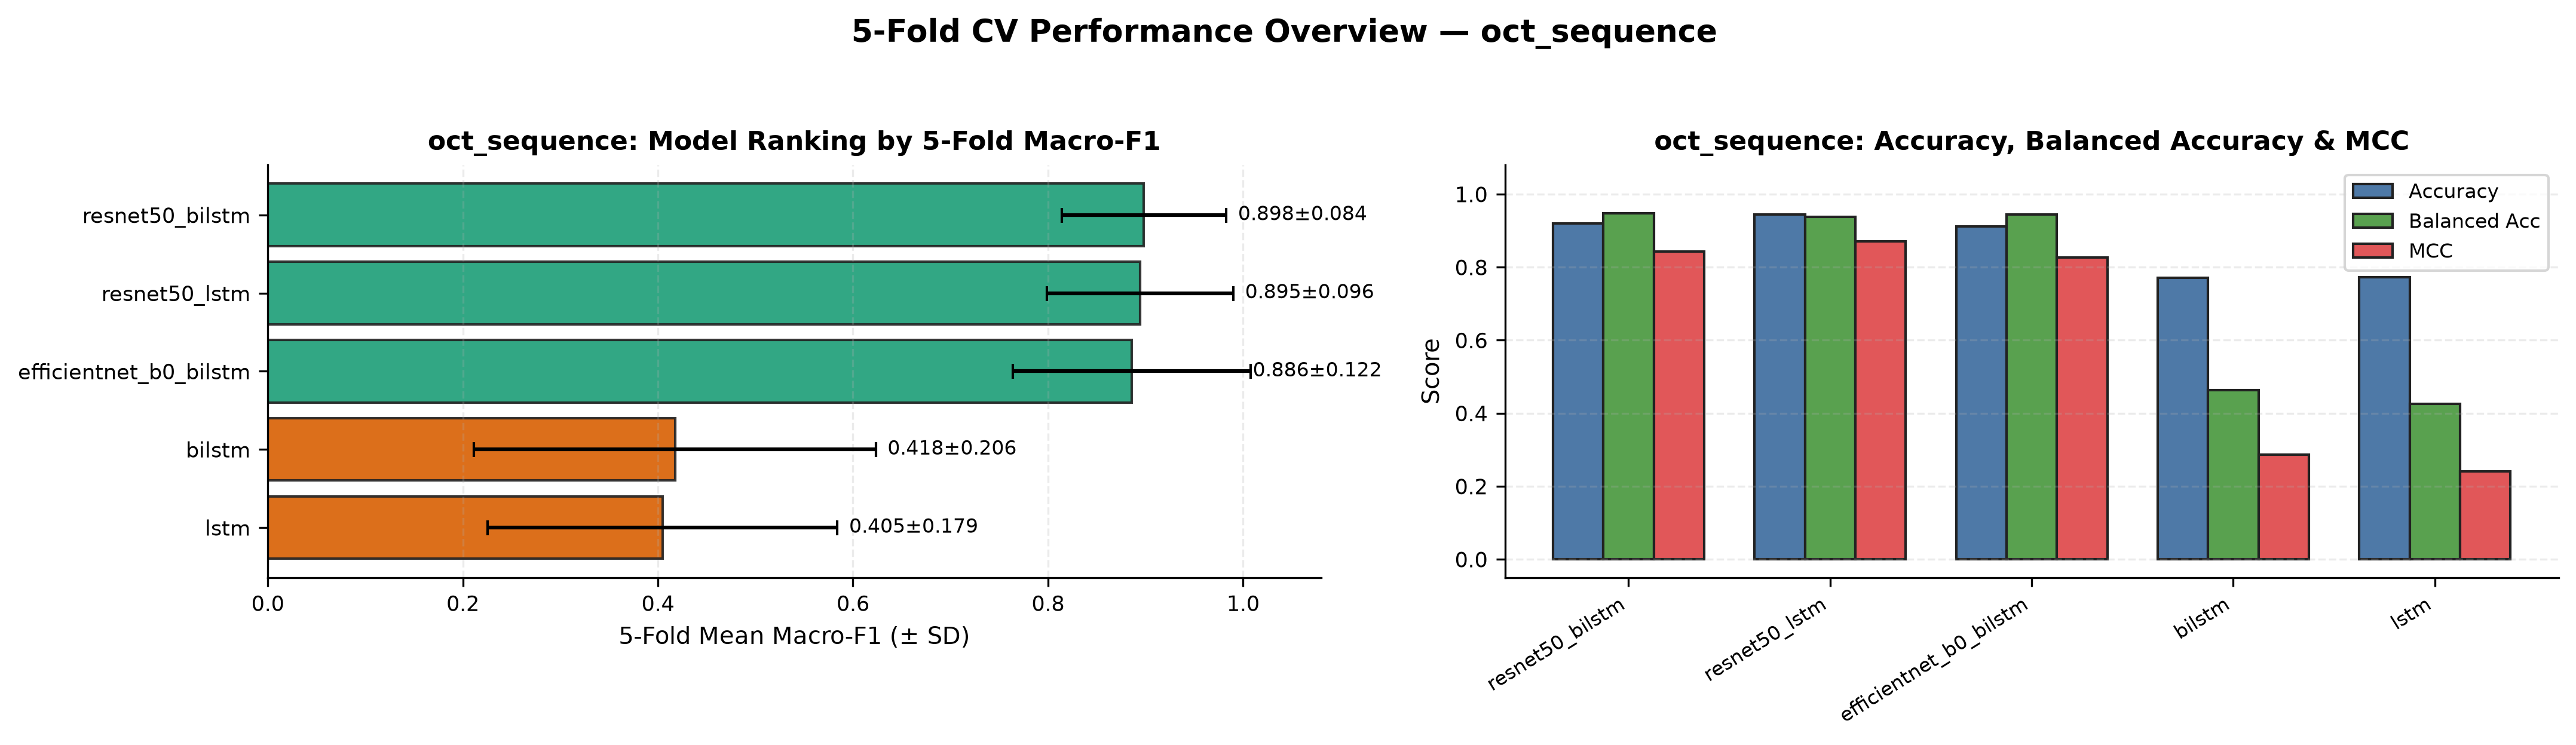 5-Fold CV Performance Overview — oct_sequence
oct_sequence: Model Ranking by 5-Fold Macro-F1
resnet50_bilstm
0.898±0.084
resnet50_lstm
0.895±0.096
efficientnet_b0_bilstm
0.886±0.122
bilstm
0.418±0.206
lstm
0.405±0.179
0.0 0.2 0.4 0.6 0.8 1.0
5-Fold Mean Macro-F1 (± SD)
oct_sequence: Accuracy, Balanced Accuracy & MCC
Accuracy
Balanced Acc
MCC
Score
1.0
0.8
0.6
0.4
0.2
0.0
resnet50_bilstm
resnet50_lstm
efficientnet_b0_bilstm
bilstm
lstm